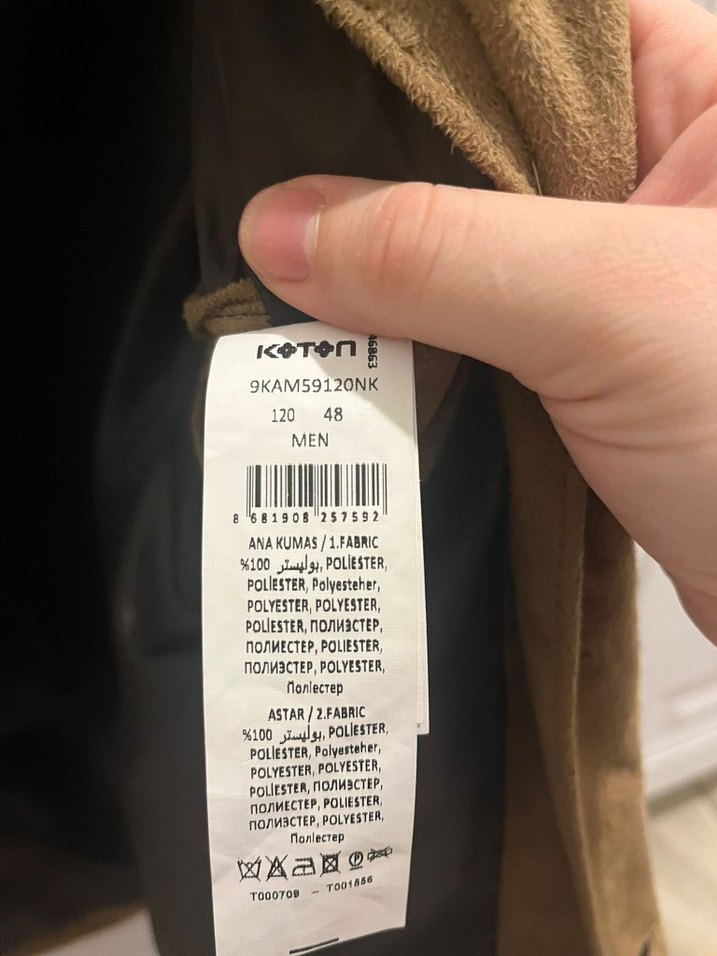 KOTON
46863
9KAM59120NK
120 48
MEN
8 681908 257592
ANA KUMAS / 1.FABRIC
%100 بوليستر, POLİESTER,
POLİESTER, Polyesteher,
POLYESTER, POLYESTER,
POLİESTER, ПОЛИЭСТЕР,
ПОЛИЕСТЕР, POLIESTER,
ПОЛИЭСТЕР, POLYESTER,
Поліестер
ASTAR / 2.FABRIC
%100 بوليستر, POLİESTER,
POLİESTER, Polyesteher,
POLYESTER, POLYESTER,
POLİESTER, ПОЛИЭСТЕР,
ПОЛИЕСТЕР, POLIESTER,
ПОЛИЭСТЕР, POLYESTER,
Поліестер
T000709 - T001656